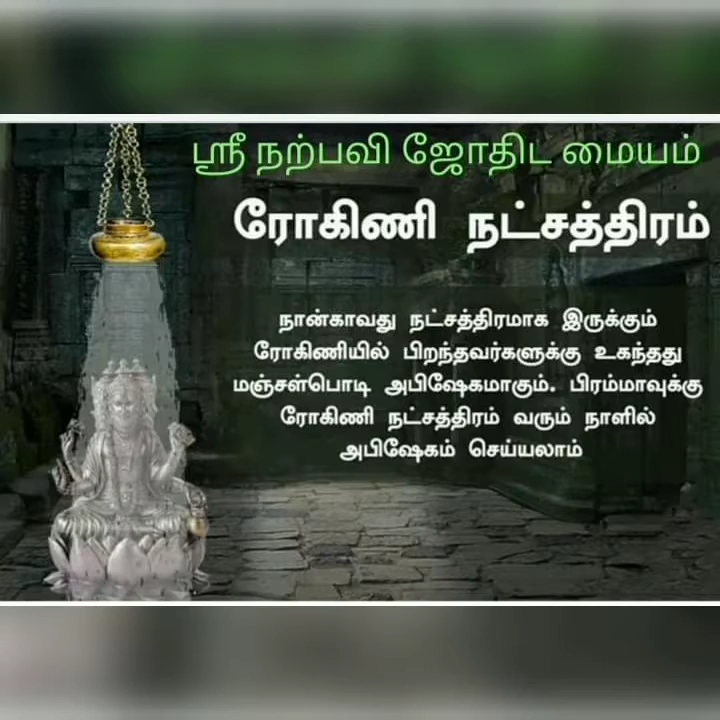 ஸ்ரீ நற்பவி ஜோதிட மையம்
ரோகிணி நட்சத்திரம்
நான்காவது நட்சத்திரமாக இருக்கும்
ரோகிணியில் பிறந்தவர்களுக்கு உகந்தது
மஞ்சள்பொடி அபிஷேகமாகும். பிரம்மாவுக்கு
ரோகிணி நட்சத்திரம் வரும் நாளில்
அபிஷேகம் செய்யலாம்